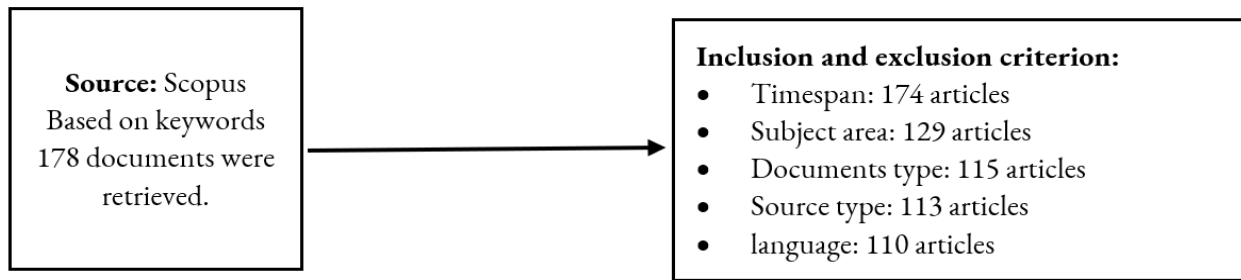 Source: Scopus
Based on keywords
178 documents were
retrieved.
Inclusion and exclusion criterion:
• Timespan: 174 articles
• Subject area: 129 articles
• Documents type: 115 articles
• Source type: 113 articles
• language: 110 articles